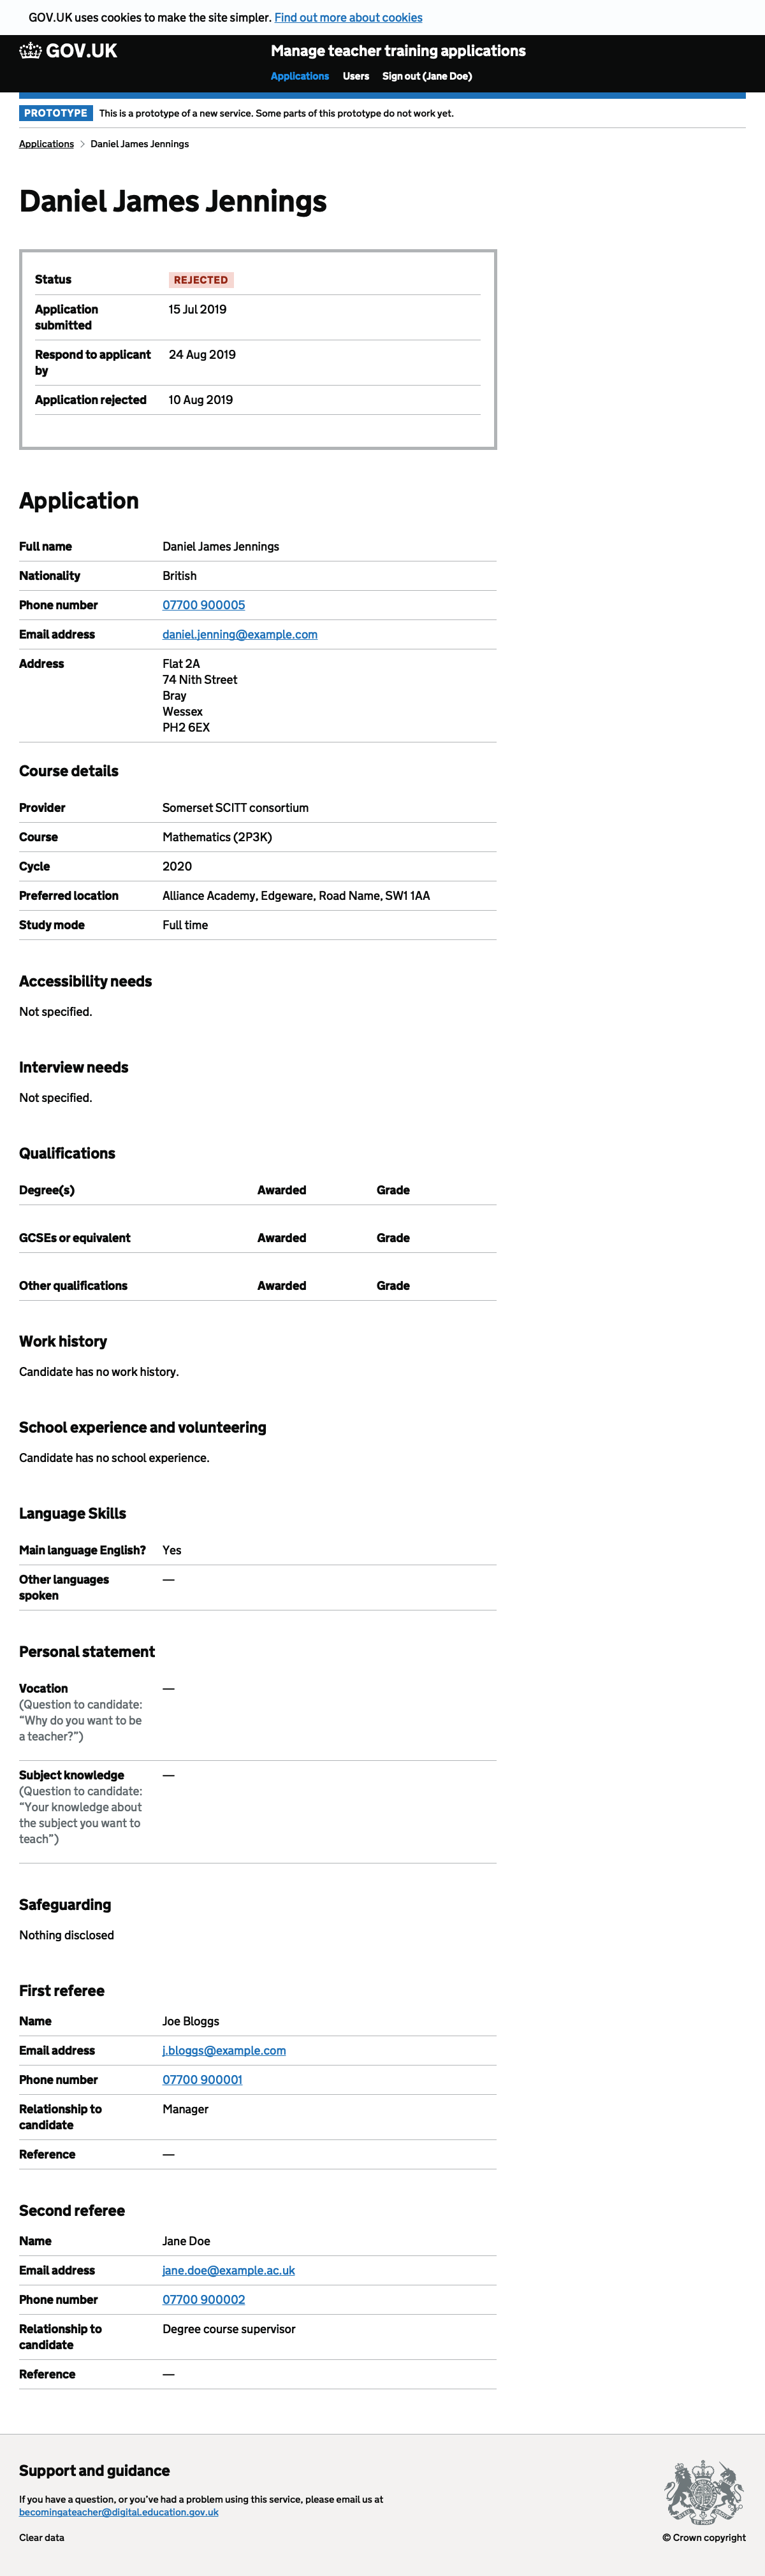 GOV.UK uses cookies to make the site simpler. Find out more about cookies
GOV.UK
Manage teacher training applications
Applications Users Sign out (Jane Doe)
PROTOTYPE This is a prototype of a new service. Some parts of this prototype do not work yet.
Applications > Daniel James Jennings
Daniel James Jennings
Status REJECTED
Application 15 Jul 2019
submitted
Respond to applicant 24 Aug 2019
by
Application rejected 10 Aug 2019
Application
Full name Daniel James Jennings
Nationality British
Phone number 07700 900005
Email address daniel.jenning@example.com
Address Flat 2A
74 Nith Street
Bray
Wessex
PH2 6EX
Course details
Provider Somerset SCITT consortium
Course Mathematics (2P3K)
Cycle 2020
Preferred location Alliance Academy, Edgeware, Road Name, SW1 1AA
Study mode Full time
Accessibility needs
Not specified.
Interview needs
Not specified.
Qualifications
Degree(s) Awarded Grade
GCSEs or equivalent Awarded Grade
Other qualifications Awarded Grade
Work history
Candidate has no work history.
School experience and volunteering
Candidate has no school experience.
Language Skills
Main language English? Yes
Other languages —
spoken
Personal statement
Vocation —
(Question to candidate:
“Why do you want to be
a teacher?”)
Subject knowledge —
(Question to candidate:
“Your knowledge about
the subject you want to
teach”)
Safeguarding
Nothing disclosed
First referee
Name Joe Bloggs
Email address j.bloggs@example.com
Phone number 07700 900001
Relationship to Manager
candidate
Reference —
Second referee
Name Jane Doe
Email address jane.doe@example.ac.uk
Phone number 07700 900002
Relationship to Degree course supervisor
candidate
Reference —
Support and guidance
If you have a question, or you’ve had a problem using this service, please email us at
becomingateacher@digital.education.gov.uk
Clear data
© Crown copyright